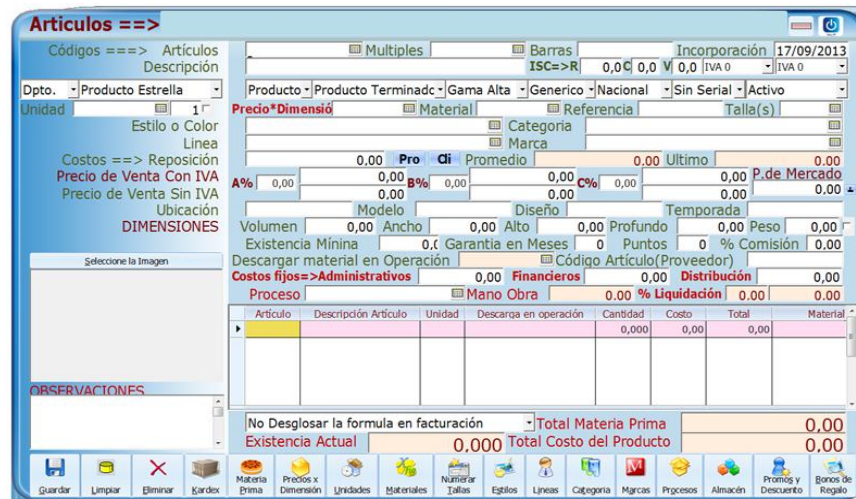 Articulos ==>
Códigos ===> Artículos Multiples Barras Incorporación 17/09/2013
Descripción ISC=>R 0,0 C 0,0 V 0,0 IVA 0 IVA 0
Dpto. Producto Estrella Producto Producto Terminadc Gama Alta Generico Nacional Sin Serial Activo
Unidad 1 Precio*Dimensió Material Referencia Talla(s)
Estilo o Color Categoria
Linea Marca
Costos ==> Reposición 0,00 Pro Cli Promedio 0.00 Ultimo 0.00
Precio de Venta Con IVA A% 0,00 0,00 B% 0,00 0,00 C% 0,00 0,00 P.de Mercado
Precio de Venta Sin IVA 0,00 0,00 0,00 0,00
Ubicación Modelo Diseño Temporada
DIMENSIONES Volumen 0,00 Ancho 0,00 Alto 0,00 Profundo 0,00 Peso 0,00
Existencia Mínina 0,( Garantia en Meses 0 Puntos 0 % Comisión 0.00
Seleccione la Imagen Descargar material en Operación Código Artículo(Proveedor)
Costos fijos=>Administrativos 0,00 Financieros 0,00 Distribución 0,00
Proceso Mano Obra 0.00 % Liquidación 0.00 0.00
Artículo Descripción Artículo Unidad Descarga en operación Cantidad Costo Total Material
0,000 0,00 0,00
OBSERVACIONES
No Desglosar la formula en facturación Total Materia Prima 0,00
Existencia Actual 0,000 Total Costo del Producto 0,00
Guardar Limpiar Eliminar Kardex Materia Prima Precios x Dimensión Unidades Materiales Numerar Tallas Estilos Lineas Categoria Marcas Procesos Almacén Promos y Descuento Bonos de Regalo